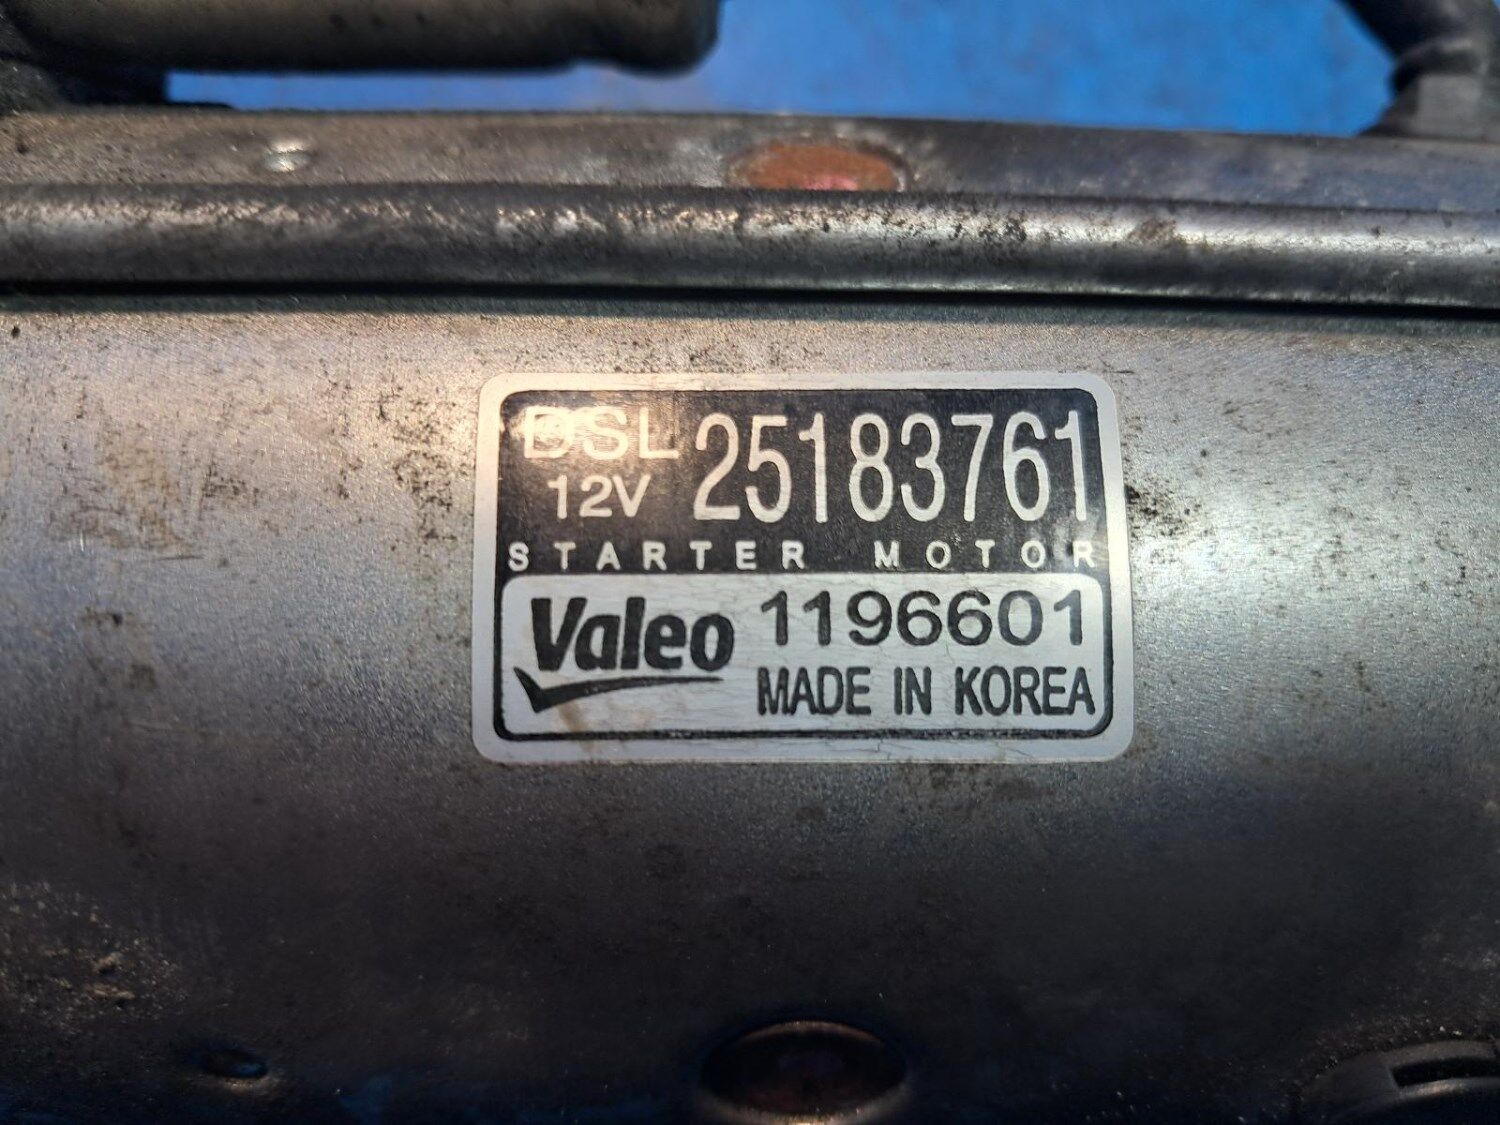 DSL 25183761
12V
STARTER MOTOR
Valeo 1196601
MADE IN KOREA